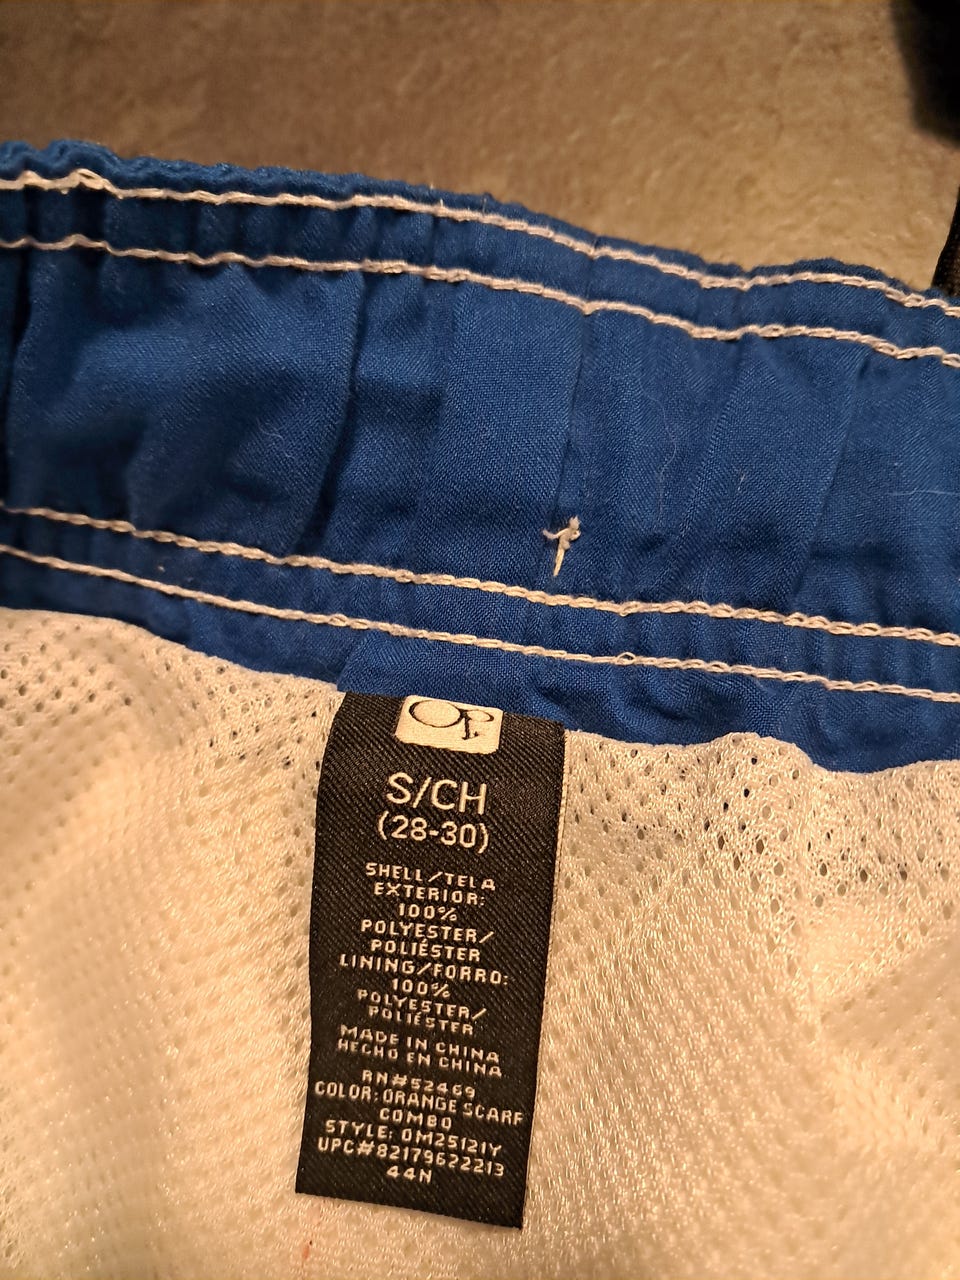 Op
S/CH
(28-30)
SHELL/TELA
EXTERIOR:
100%
POLYESTER/
POLIÉSTER
LINING/FORRO:
100%
POLYESTER/
POLIÉSTER
MADE IN CHINA
HECHO EN CHINA
RN#52469
COLOR: ORANGE SCARF
COMBO
STYLE: OM25121Y
UPC#82179622213
44N